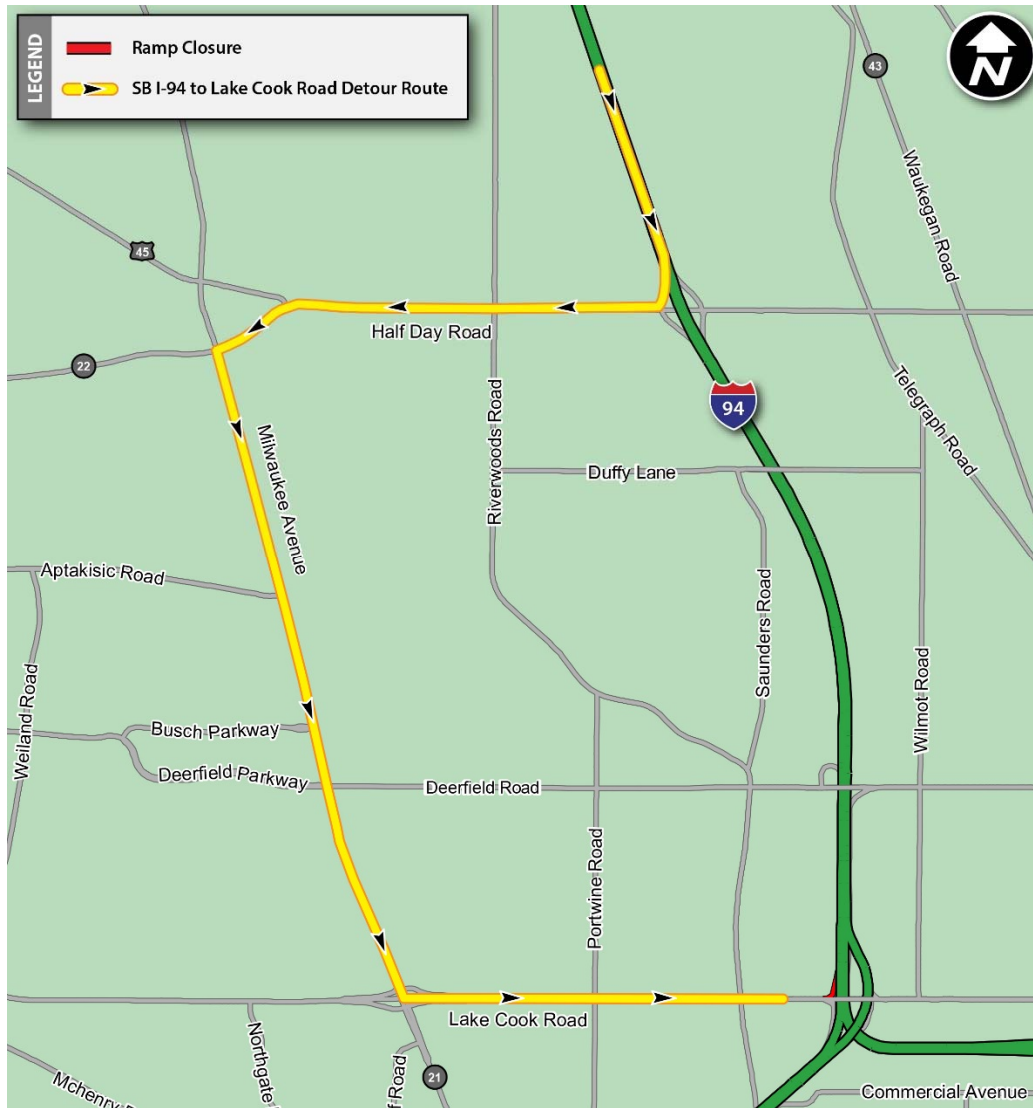 LEGEND
Ramp Closure
SB I-94 to Lake Cook Road Detour Route
N
43
Waukegan Road
45
Half Day Road
22
Riverwoods Road
94
Telegraph Road
Milwaukee Avenue
Duffy Lane
Aptakisic Road
Saunders Road
Weiland Road
Wilmot Road
Busch Parkway
Deerfield Parkway
Deerfield Road
Portwine Road
Lake Cook Road
Northgate
Road
21
Mchenry
Commercial Avenue